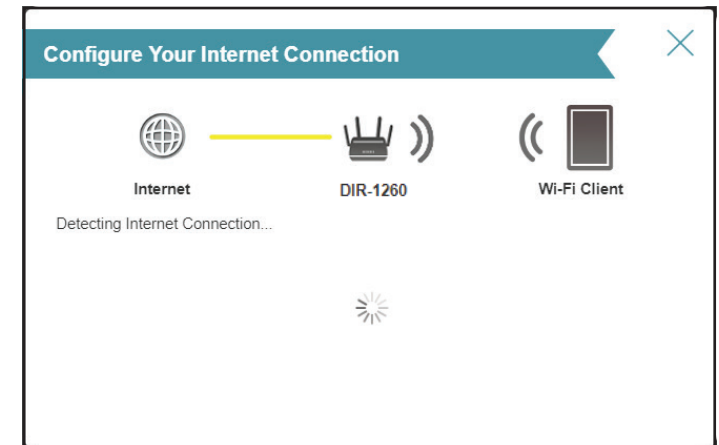 Configure Your Internet Connection
Internet
DIR-1260
Wi-Fi Client
Detecting Internet Connection...